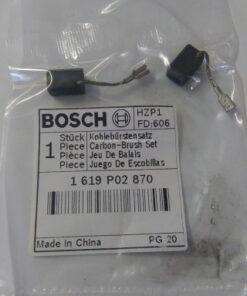 BOSCH HZP1
FD:606
1 Stück Kohlebürstensatz
Piece Carbon-Brush Set
Piece Jeu De Balais
Pieza Juego De Escobillas
1 619 P02 870
Made in China PG 20